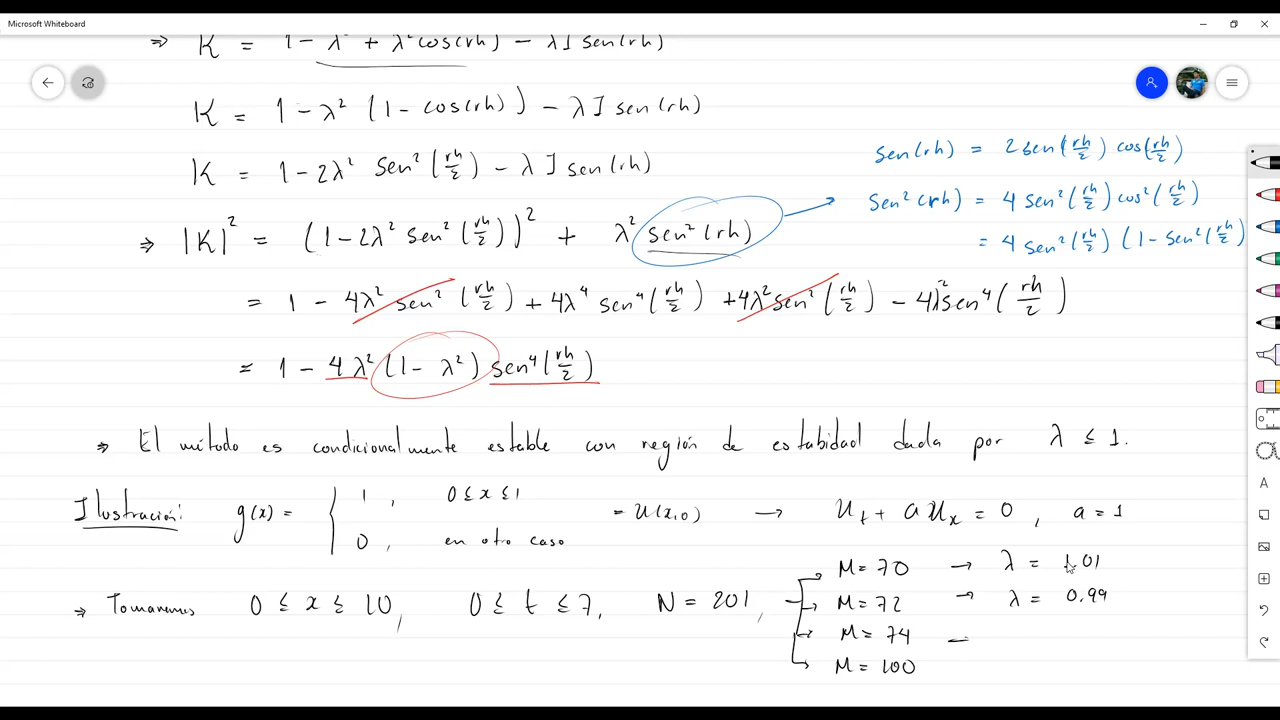 Microsoft Whiteboard
⇒ K = 1 - λ² + λ² cos(rh) - λ I sen(rh)
K = 1 - λ² (1 - cos(rh)) - λ I sen(rh)
K = 1 - 2λ² sen² (rh/2) - λ I sen(rh)
sen(rh) = 2 sen(rh/2) cos(rh/2)
sen²(rh) = 4 sen²(rh/2) cos²(rh/2)
= 4 sen²(rh/2) (1 - sen²(rh/2)
⇒ |K|² = (1 - 2λ² sen² (rh/2))² + λ² sen²(rh)
= 1 - 4λ² sen² (rh/2) + 4λ⁴ sen⁴(rh/2) + 4λ² sen² (rh/2) - 4λ² sen⁴ (rh/2)
= 1 - 4λ² (1 - λ²) sen⁴(rh/2)
⇒ El método es condicionalmente estable con región de estabidad dada por λ ≤ 1.
Ilustración: g(x) = { 1, 0 ≤ x ≤ 1
0, en otro caso
= u(x,0) → u_t + a u_x = 0, a = 1
⇒ Tomaremos 0 ≤ x ≤ 10, 0 ≤ t ≤ 7, N = 201,
M = 70 → λ = 1.01
M = 72 → λ = 0.99
M = 74 —
M = 100
A